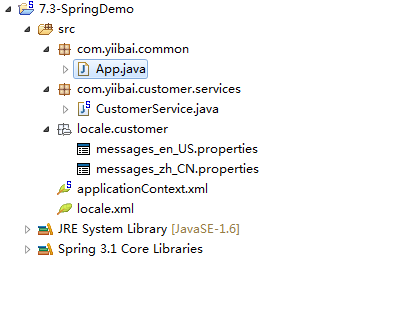 7.3-SpringDemo
src
com.yiibai.common
App.java
com.yiibai.customer.services
CustomerService.java
locale.customer
messages_en_US.properties
messages_zh_CN.properties
applicationContext.xml
locale.xml
JRE System Library [JavaSE-1.6]
Spring 3.1 Core Libraries